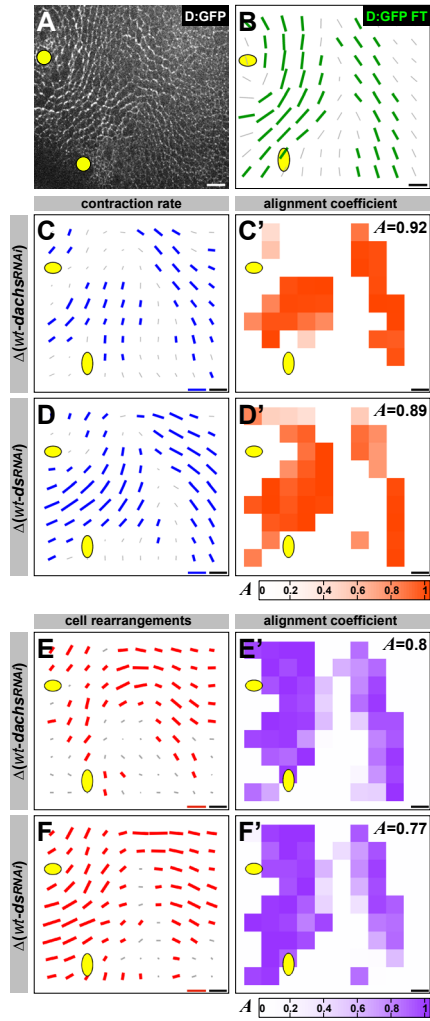 A
D:GFP
B
D:GFP FT
contraction rate
alignment coefficient
Δ(wt-dachsRNAi)
C
C'
A=0.92
Δ(wt-dsRNAi)
D
D'
A=0.89
A
0 0.2 0.4 0.6 0.8 1
cell rearrangements
alignment coefficient
Δ(wt-dachsRNAi)
E
E'
A=0.8
Δ(wt-dsRNAi)
F
F'
A=0.77
A
0 0.2 0.4 0.6 0.8 1